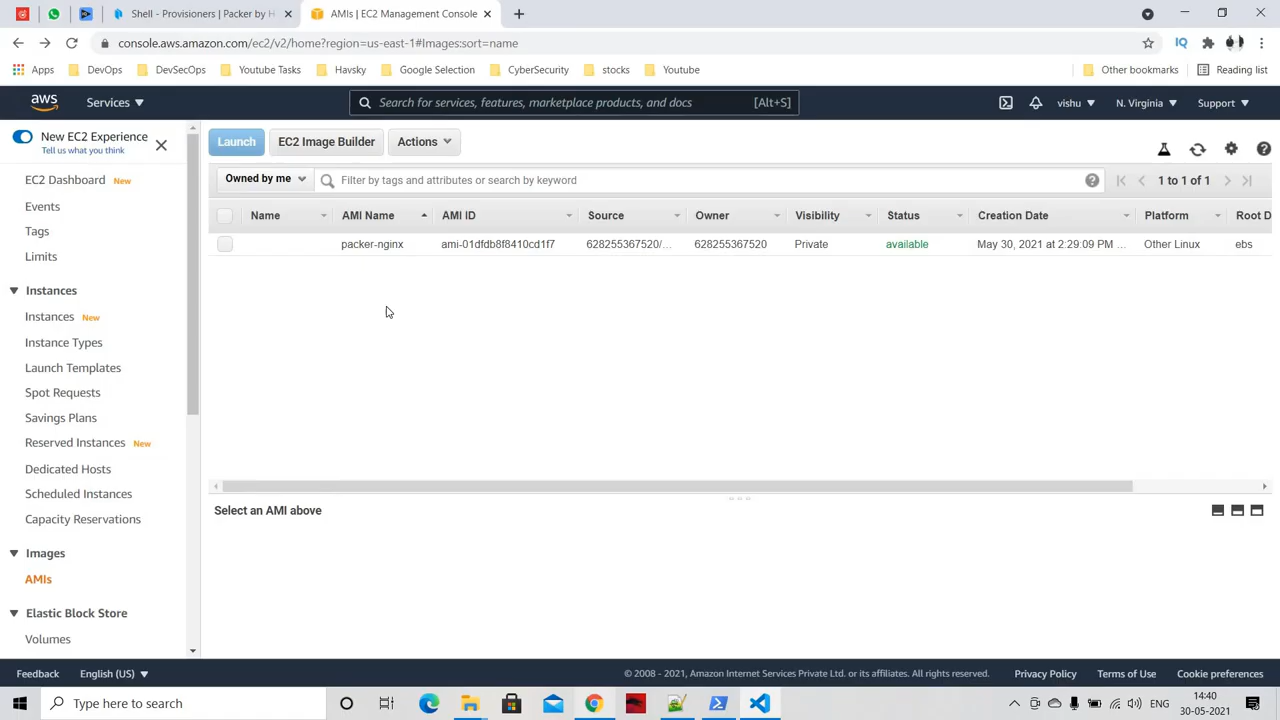 Shell - Provisioners | Packer by H
AMIs | EC2 Management Console
console.aws.amazon.com/ec2/v2/home?region=us-east-1#Images:sort=name
Apps DevOps DevSecOps Youtube Tasks Havsky Google Selection CyberSecurity stocks Youtube Other bookmarks Reading list
aws Services Search for services, features, marketplace products, and docs [Alt+S] vishu N. Virginia Support
New EC2 Experience
Tell us what you think
Launch EC2 Image Builder Actions
EC2 Dashboard New
Events
Tags
Limits
Instances
Instances New
Instance Types
Launch Templates
Spot Requests
Savings Plans
Reserved Instances New
Dedicated Hosts
Scheduled Instances
Capacity Reservations
Images
AMIs
Elastic Block Store
Volumes
Owned by me Filter by tags and attributes or search by keyword 1 to 1 of 1
Name AMI Name AMI ID Source Owner Visibility Status Creation Date Platform Root D
packer-nginx ami-01dfdb8f8410cd1f7 628255367520/... 628255367520 Private available May 30, 2021 at 2:29:09 PM ... Other Linux ebs
Select an AMI above
Feedback English (US) © 2008 - 2021, Amazon Internet Services Private Ltd. or its affiliates. All rights reserved. Privacy Policy Terms of Use Cookie preferences
Type here to search
ENG
14:40
30-05-2021